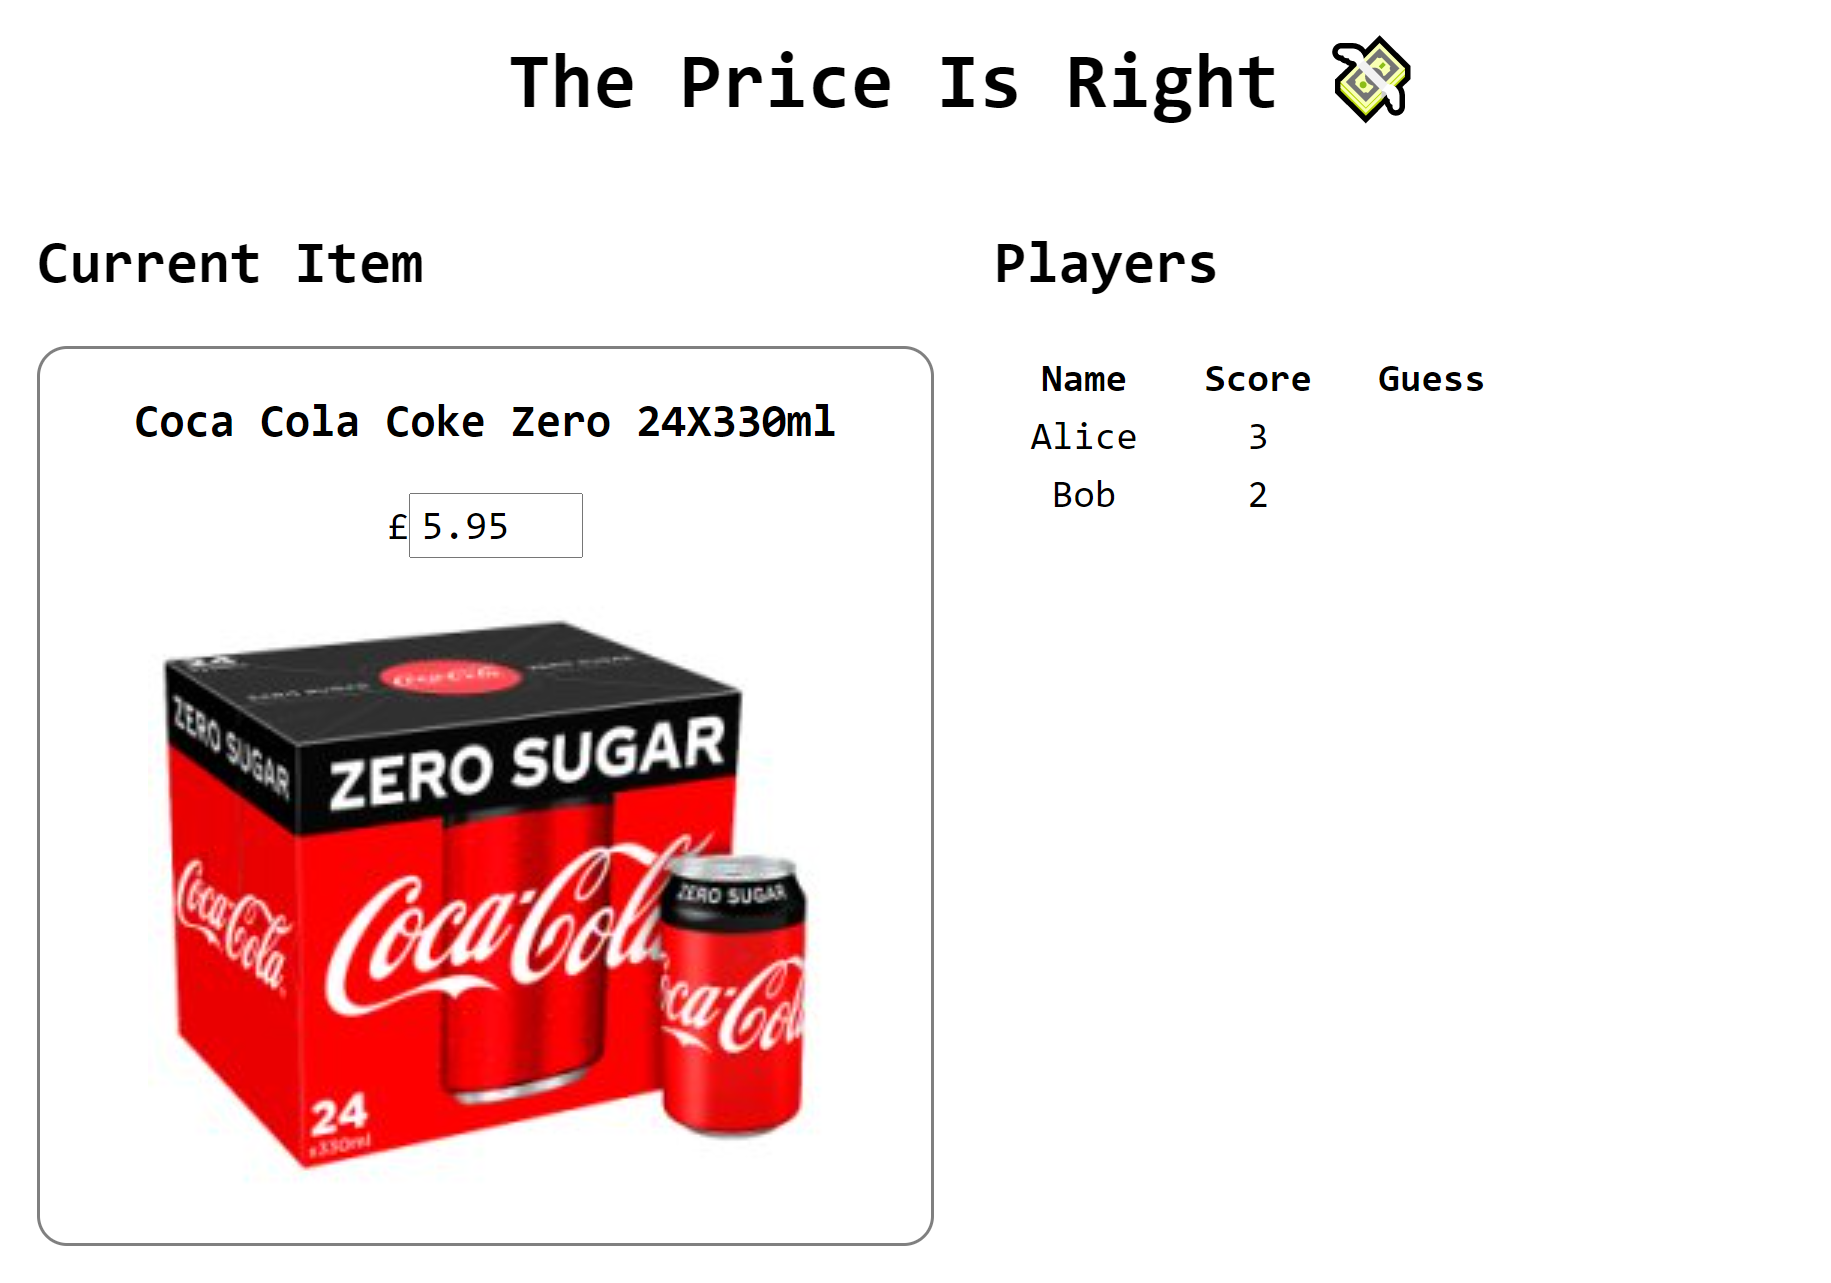 The Price Is Right 💸
Current Item
Coca Cola Coke Zero 24X330ml
£5.95
ZERO SUGAR
ZERO SUGAR
Coca-Cola
Coca-Cola
24
x330ml
ZERO SUGAR
Coca-Cola
Players
Name Score Guess
Alice 3
Bob 2